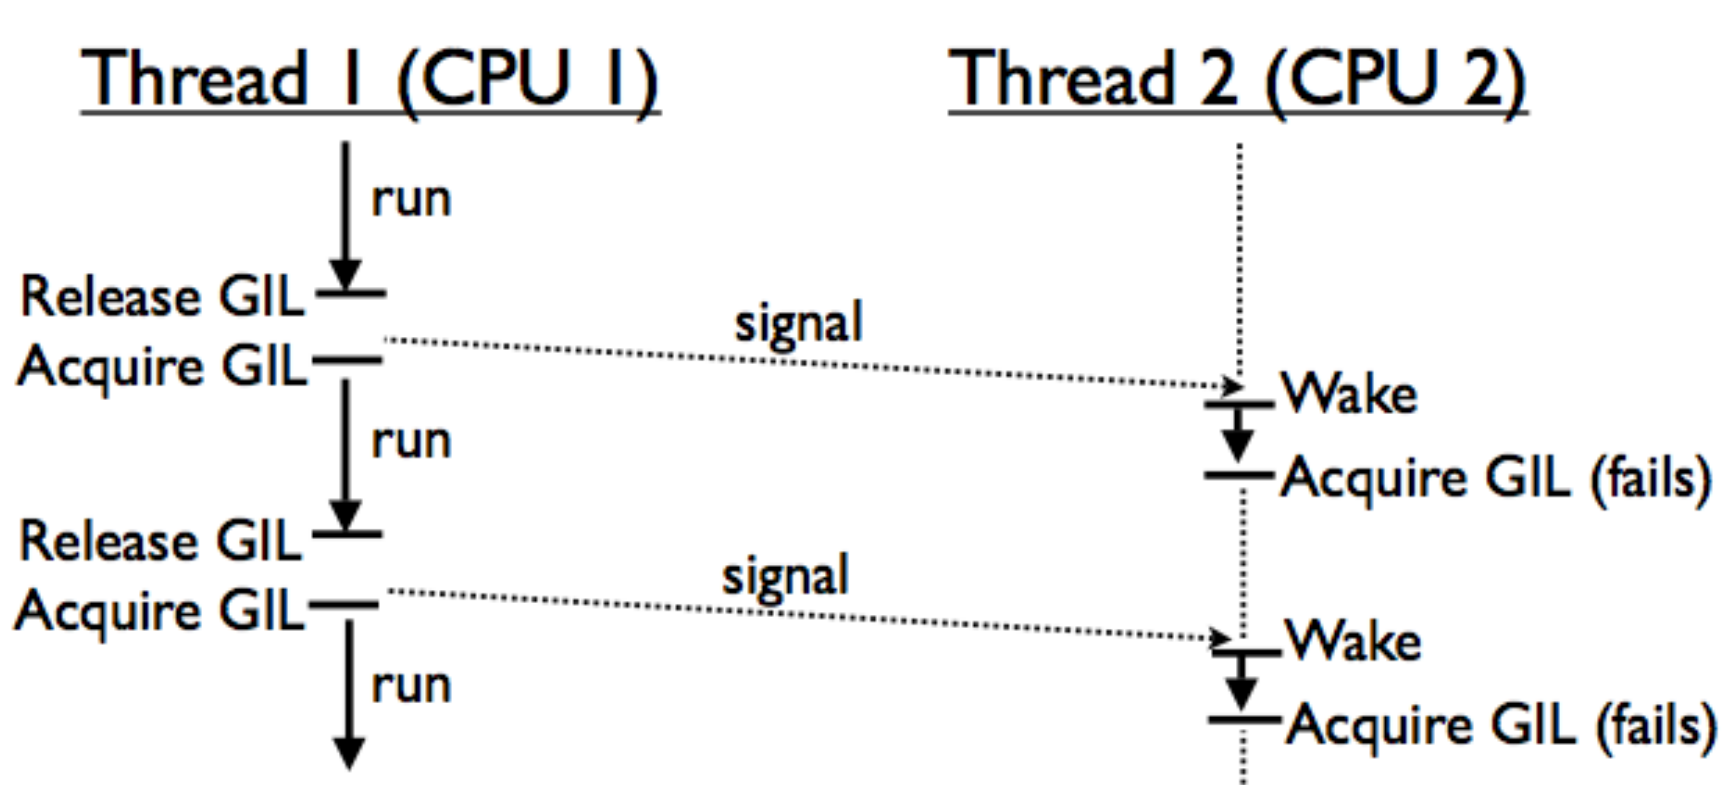 Thread 1 (CPU 1)
Thread 2 (CPU 2)
run
Release GIL
signal
Acquire GIL
Wake
run
Acquire GIL (fails)
Release GIL
signal
Acquire GIL
Wake
run
Acquire GIL (fails)